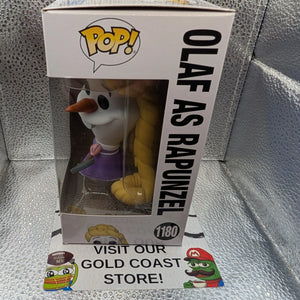 POP!
OLAF AS RAPUNZEL
1180
VISIT OUR
GOLD COAST
STORE!